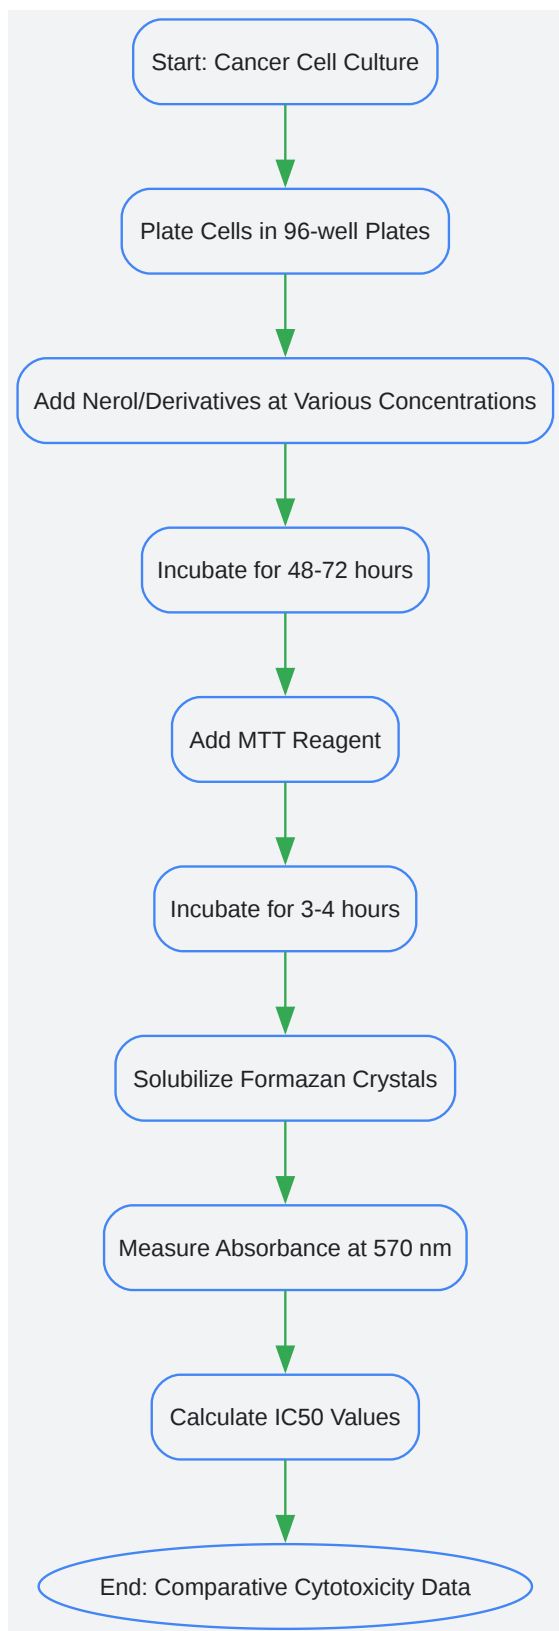 Start: Cancer Cell Culture
Plate Cells in 96-well Plates
Add Nerol/Derivatives at Various Concentrations
Incubate for 48-72 hours
Add MTT Reagent
Incubate for 3-4 hours
Solubilize Formazan Crystals
Measure Absorbance at 570 nm
Calculate IC50 Values
End: Comparative Cytotoxicity Data